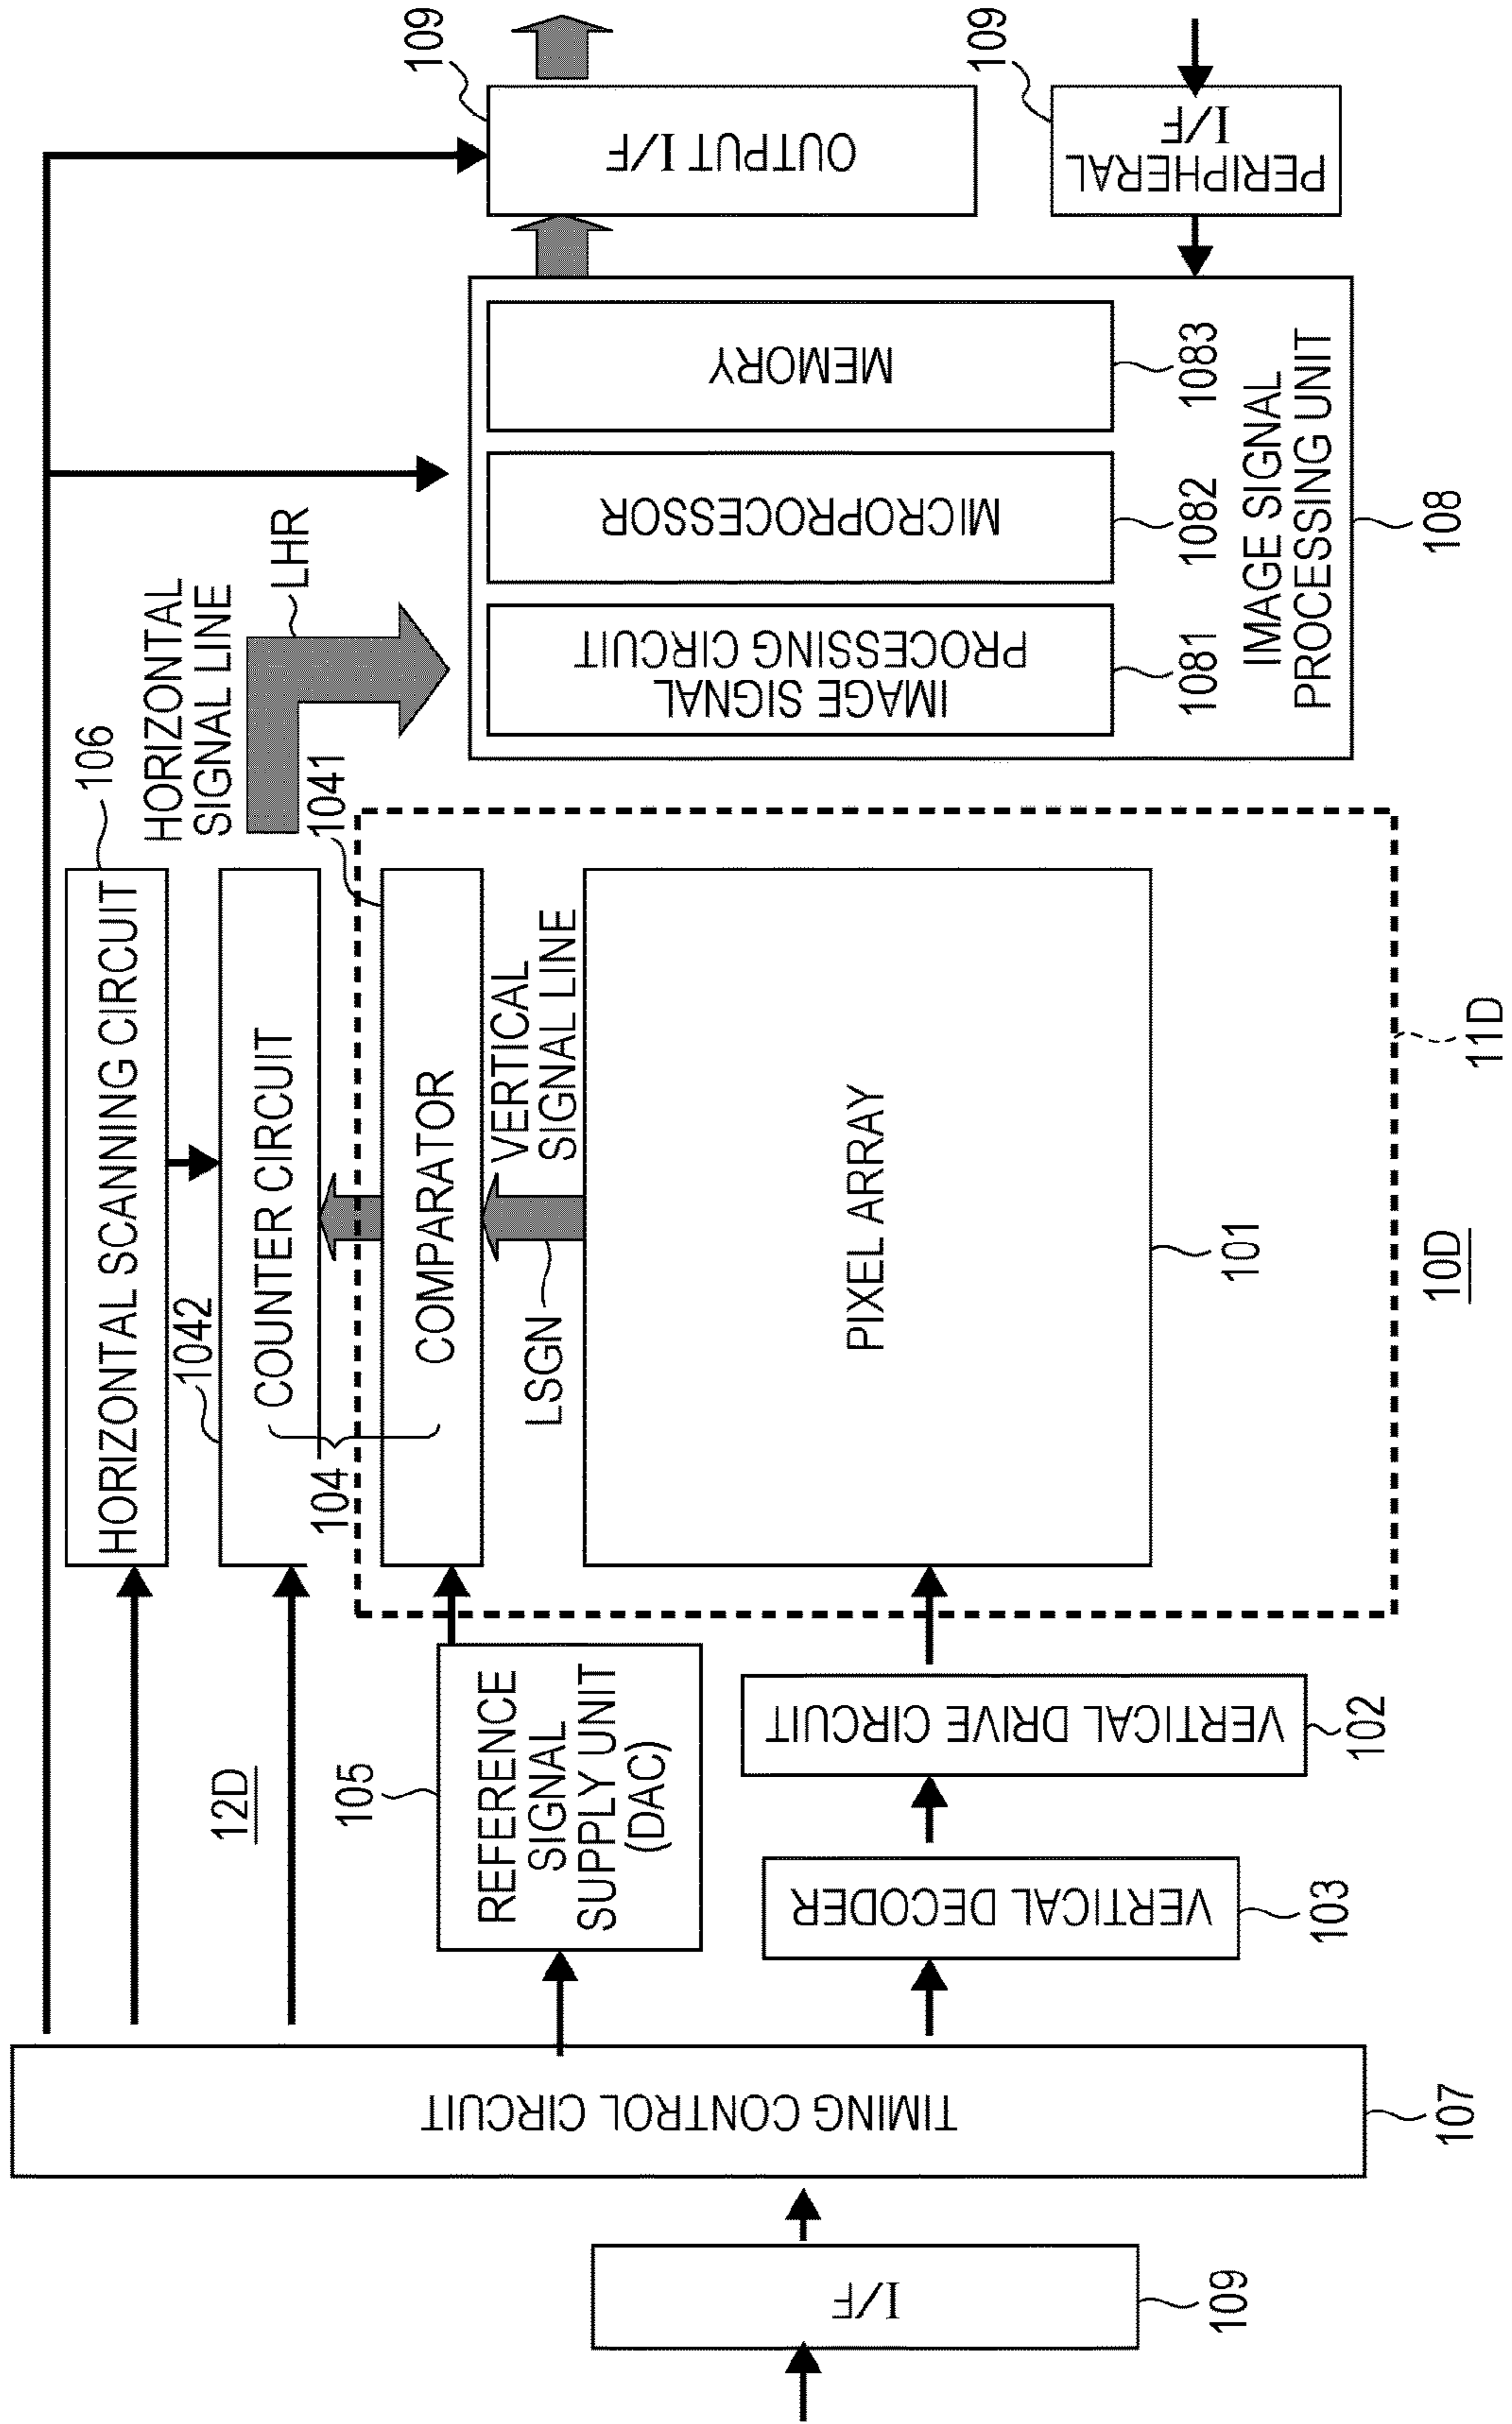 HORIZONTAL SCANNING CIRCUIT
106
HORIZONTAL
SIGNAL LINE
LHR
12D
1042
COUNTER CIRCUIT
1041
104
COMPARATOR
105
REFERENCE
SIGNAL
SUPPLY UNIT
(DAC)
LSGN
VERTICAL
SIGNAL LINE
PIXEL ARRAY
101
11D
10D
I/F
109
TIMING CONTROL CIRCUIT
107
VERTICAL DECODER
103
VERTICAL DRIVE CIRCUIT
102
IMAGE SIGNAL
PROCESSING CIRCUIT
1081
MICROPROCESSOR
1082
MEMORY
1083
IMAGE SIGNAL
PROCESSING UNIT
108
OUTPUT I/F
109
PERIPHERAL
I/F
109